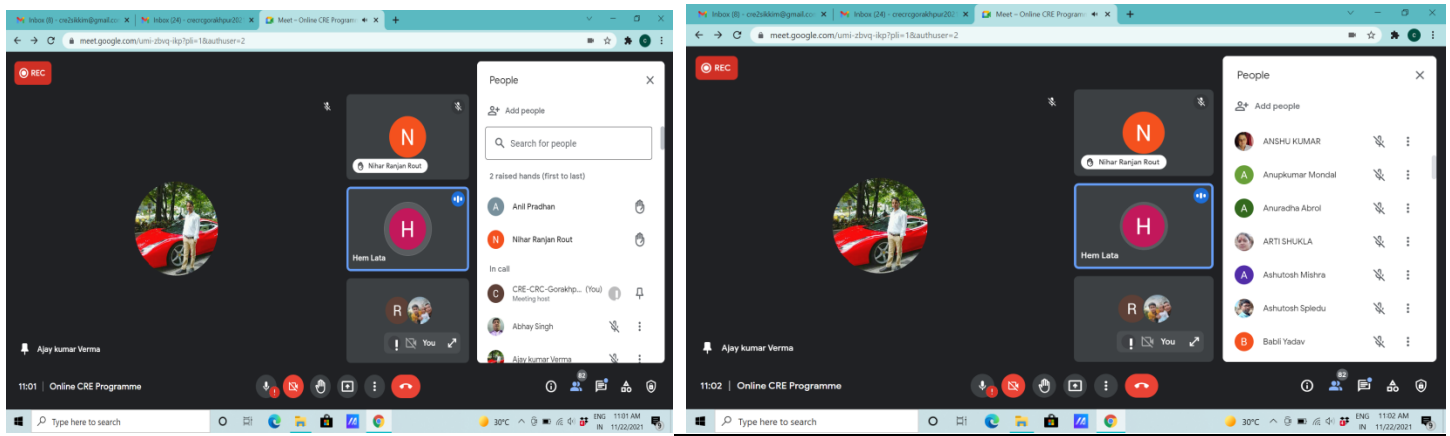 Inbox (8) - cre2sikkim@gmail.co
Inbox (24) - crecrcgorakhpur202
Meet – Online CRE Program
meet.google.com/umi-zbvq-ikp?pli=1&authuser=2
REC
N
Nihar Ranjan Rout
H
Hem Lata
R
You
Ajay kumar Verma
People
Add people
Search for people
2 raised hands (first to last)
A Anil Pradhan
N Nihar Ranjan Rout
In call
C CRE-CRC-Gorakhp... (You)
Meeting host
Abhay Singh
Ajay kumar Verma
11:01 | Online CRE Programme
82
Type here to search
30°C
ENG
IN
11:01 AM
11/22/2021
Inbox (8) - cre2sikkim@gmail.com
Inbox (24) - crecrcgorakhpur202
Meet – Online CRE Program
meet.google.com/umi-zbvq-ikp?pli=1&authuser=2
REC
N
Nihar Ranjan Rout
H
Hem Lata
R
You
Ajay kumar Verma
People
Add people
ANSHU KUMAR
A Anupkumar Mondal
A Anuradha Abrol
ARTI SHUKLA
A Ashutosh Mishra
Ashutosh Spledu
B Babli Yadav
11:02 | Online CRE Programme
82
Type here to search
30°C
ENG
IN
11:02 AM
11/22/2021